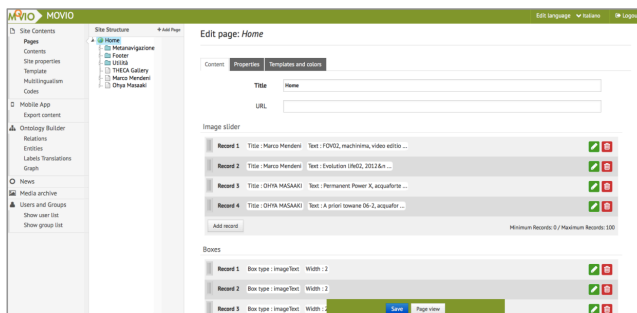 MOVIO MOVIO
Edit language Italiano Logou
Site Contents
Pages
Contents
Site properties
Template
Multilingualism
Codes
Mobile App
Export content
Ontology Builder
Relations
Entities
Labels Translations
Graph
News
Media archive
Users and Groups
Show user list
Show group list
Site Structure + Add Page
Home
Metanavigazione
Footer
Utilità
THECA Gallery
Marco Mendeni
Ohya Masaaki
Edit page: Home
Content Properties Templates and colors
Title Home
URL
Image slider
Record 1 Title : Marco Mendeni Text : FOV02, machinima, video editio ...
Record 2 Title : Marco Mendeni Text : Evolution life02, 2012&n ...
Record 3 Title : OHYA MASAAKI Text : Permanent Power X, acquaforte ...
Record 4 Title : OHYA MASAAKI Text : A priori towane 06-2, acquafor ...
Add record Minimum Records: 0 / Maximum Records: 100
Boxes
Record 1 Box type : imageText Width : 2
Record 2 Box type : imageText Width : 2
Record 3 Box type : imageText Width : 2
Save Page view